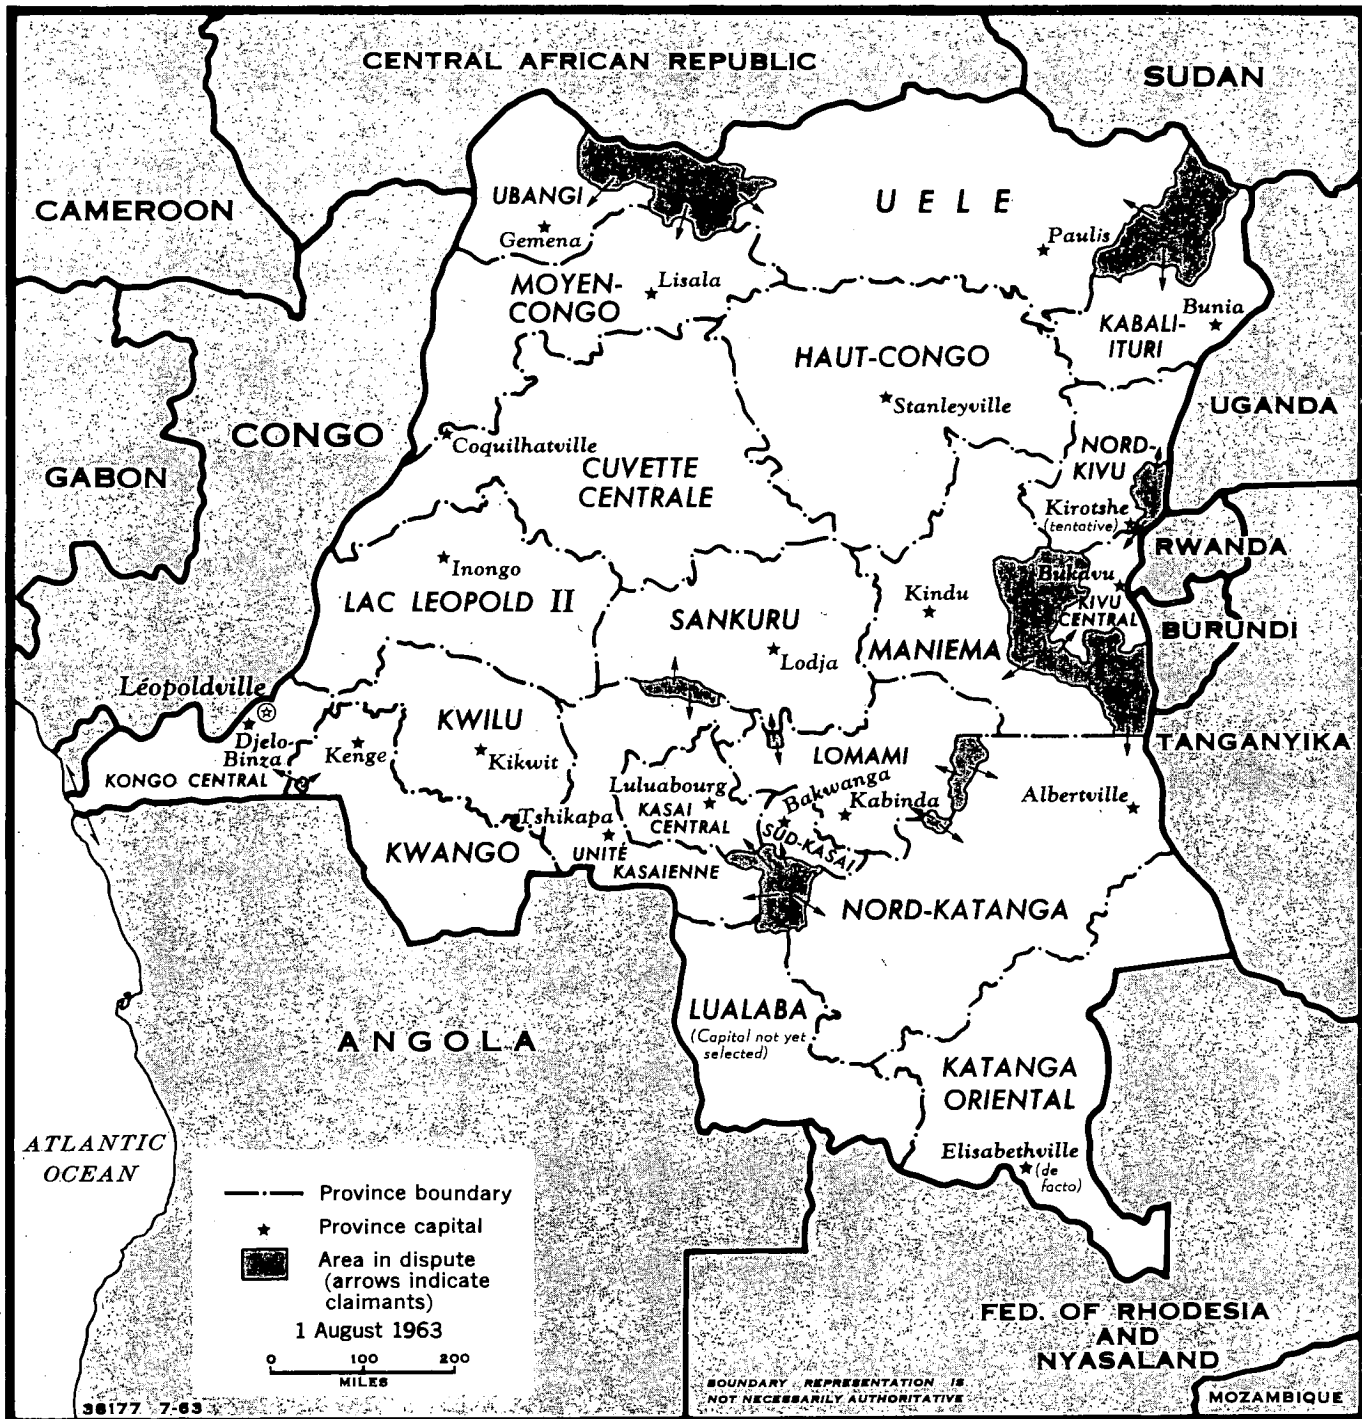 CENTRAL AFRICAN REPUBLIC
SUDAN
CAMEROON
UBANGI
Gemena
UELE
Paulis
MOYEN-
CONGO
Lisala
Bunia
KABALI-
ITURI
HAUT-CONGO
Stanleyville
UGANDA
CONGO
GABON
Coquilhatville
CUVETTE
CENTRALE
NORD-
KIVU
Kirotshe
(tentative)
RWANDA
Inongo
LAC LEOPOLD II
SANKURU
Lodja
Kindu
MANIEMA
Bukavu
KIVU
CENTRAL
BURUNDI
Léopoldville
Djelo-
Binza
KONGO CENTRAL
Kenge
KWILU
Kikwit
LOMAMI
TANGANYIKA
Luluabourg
KASAI
CENTRAL
Bakwanga
Kabinda
Albertville
Tshikapa
SUD-KASAI
KWANGO
UNITÉ
KASAIENNE
NORD-KATANGA
LUALABA
(Capital not yet
selected)
ANGOLA
KATANGA
ORIENTAL
Elisabethville
(de
facto)
ATLANTIC
OCEAN
Province boundary
Province capital
Area in dispute
(arrows indicate
claimants)
1 August 1963
0 100 200
MILES
FED. OF RHODESIA
AND
NYASALAND
BOUNDARY REPRESENTATION IS
NOT NECESSARILY AUTHORITATIVE
MOZAMBIQUE
38177 7-63